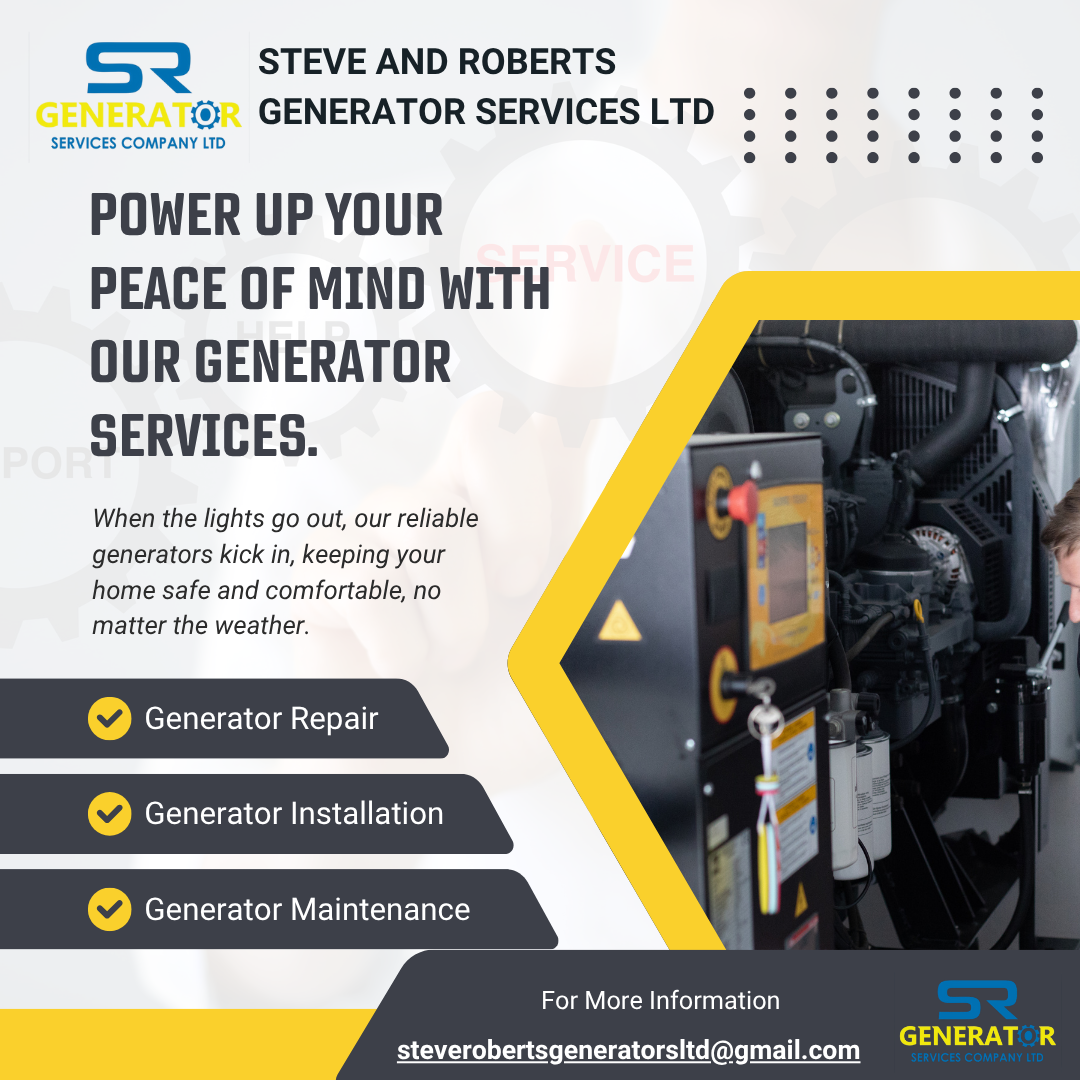 SR
GENERATOR
SERVICES COMPANY LTD
STEVE AND ROBERTS
GENERATOR SERVICES LTD
POWER UP YOUR
PEACE OF MIND WITH
OUR GENERATOR
SERVICES.
SERVICE
HELP
PORT
When the lights go out, our reliable
generators kick in, keeping your
home safe and comfortable, no
matter the weather.
Generator Repair
Generator Installation
Generator Maintenance
For More Information
steverobertsgeneratorsltd@gmail.com
SR
GENERATOR
SERVICES COMPANY LTD